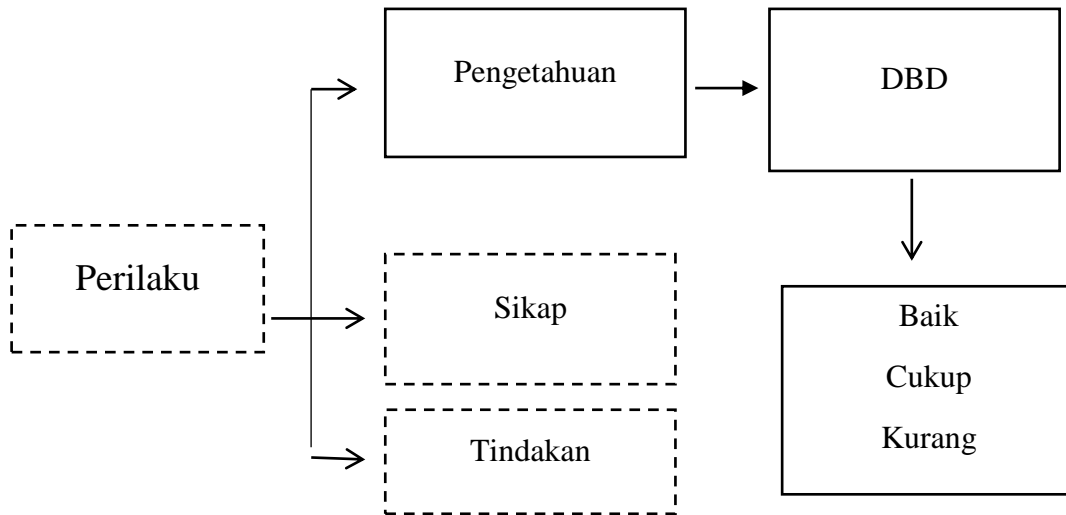 Pengetahuan
DBD
Perilaku
Sikap
Baik
Cukup
Kurang
Tindakan